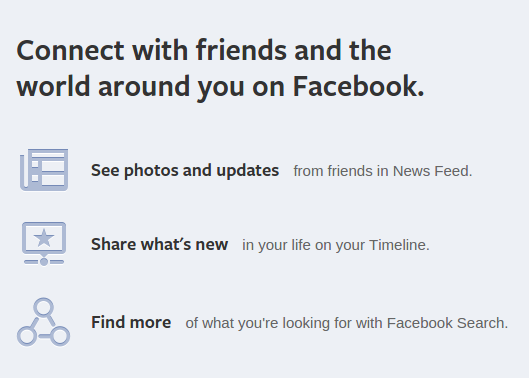 Connect with friends and the
world around you on Facebook.
See photos and updates from friends in News Feed.
Share what's new in your life on your Timeline.
Find more of what you're looking for with Facebook Search.